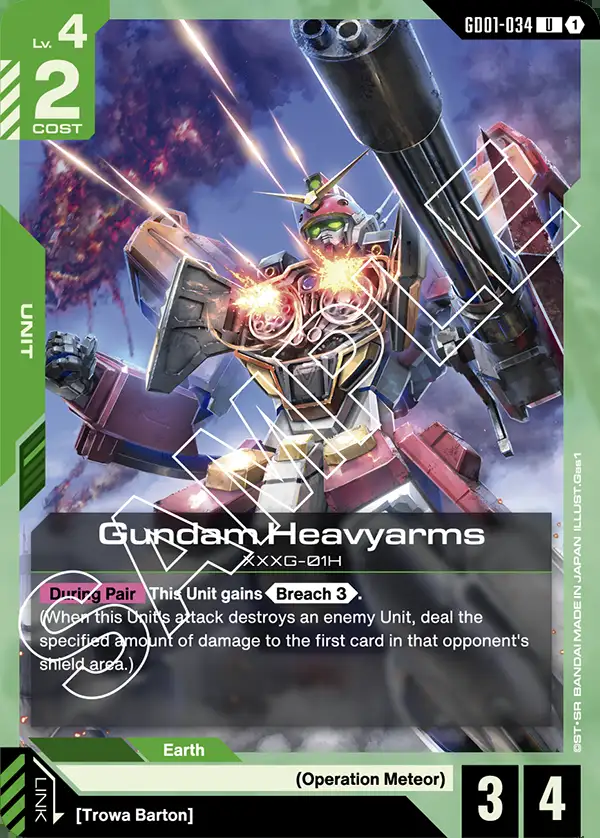 GD01-034 U 1
Lv. 4
2
COST
UNIT
SAMPLE
Gundam Heavyarms
XXXG-01H
During Pair This Unit gains Breach 3.
(When this Unit's attack destroys an enemy Unit, deal the
specified amount of damage to the first card in that opponent's
shield area.)
©ST・SR BANDAI MADE IN JAPAN ILLUST.Gas1
Earth
(Operation Meteor)
LINK
[Trowa Barton]
3 4